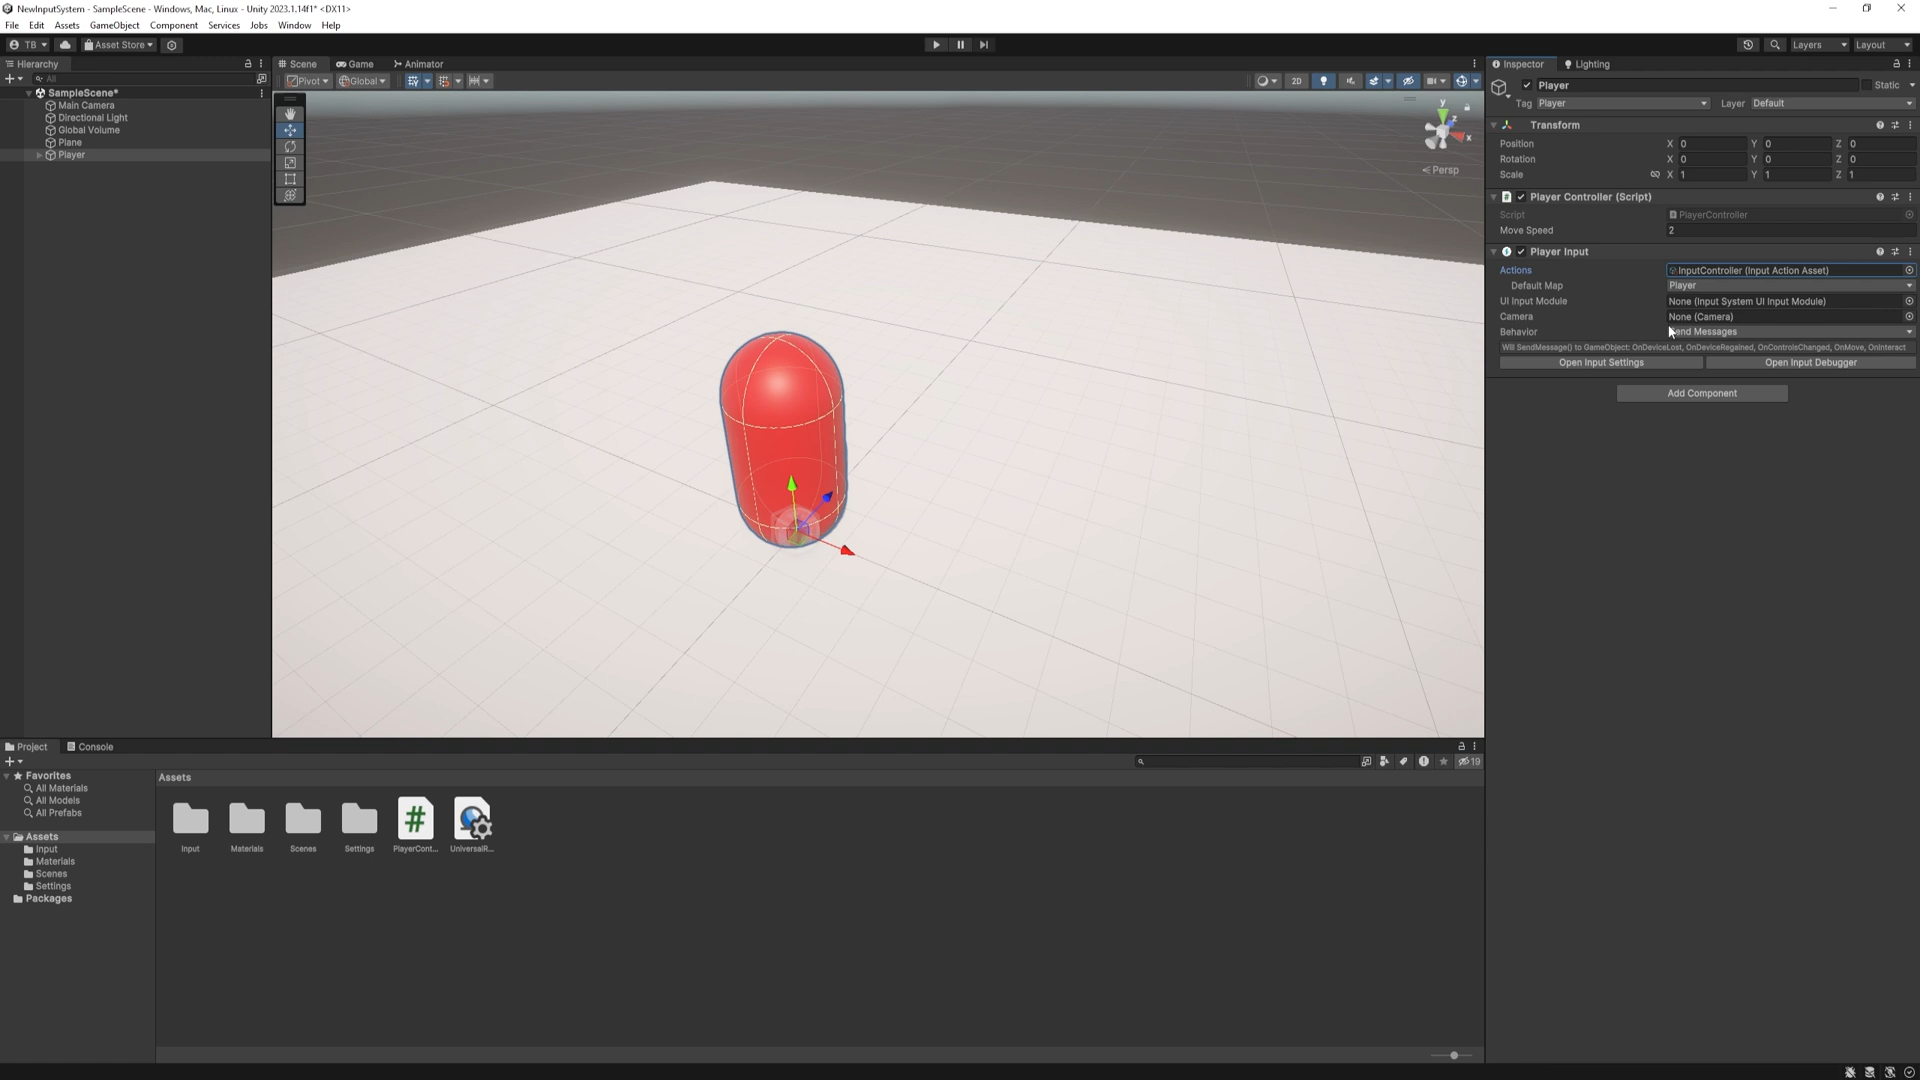 NewInputSystem - SampleScene - Windows, Mac, Linux - Unity 2023.1.14f1* <DX11>
File Edit Assets GameObject Component Services Jobs Window Help
TB Asset Store Layers Layout
Hierarchy
All
SampleScene*
Main Camera
Directional Light
Global Volume
Plane
Player
Scene Game Animator
Pivot Global 2D
y
z
x
Persp
Inspector Lighting
Player Static
Tag Player Layer Default
Transform
Position X 0 Y 0 Z 0
Rotation X 0 Y 0 Z 0
Scale X 1 Y 1 Z 1
# Player Controller (Script)
Script PlayerController
Move Speed 2
Player Input
Actions InputController (Input Action Asset)
Default Map Player
UI Input Module None (Input System UI Input Module)
Camera None (Camera)
Behavior end Messages
Will SendMessage() to GameObject: OnDeviceLost, OnDeviceRegained, OnControlsChanged, OnMove, OnInteract
Open Input Settings Open Input Debugger
Add Component
Project Console
19
Favorites
All Materials
All Models
All Prefabs
Assets
Input
Materials
Scenes
Settings
Packages
Assets
#
Input Materials Scenes Settings PlayerCont... UniversalR...